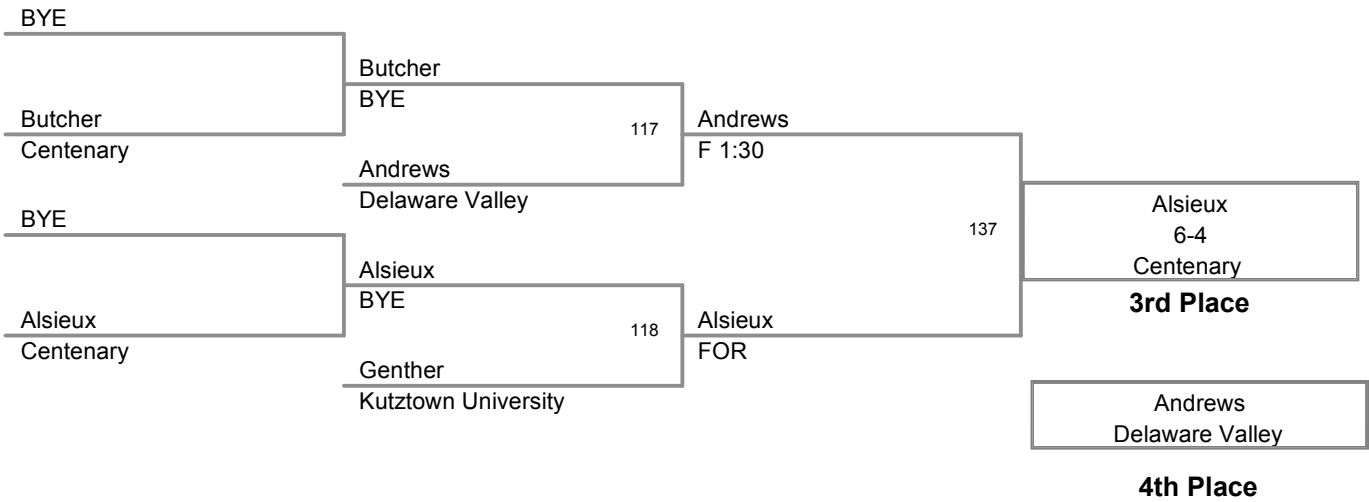 BYE
Butcher
BYE
Butcher
Centenary
117
Andrews
F 1:30
Andrews
Delaware Valley
BYE
137
Alsieux
6-4
Centenary
3rd Place
Alsieux
BYE
Alsieux
Centenary
118
Alsieux
FOR
Genther
Kutztown University
Andrews
Delaware Valley
4th Place